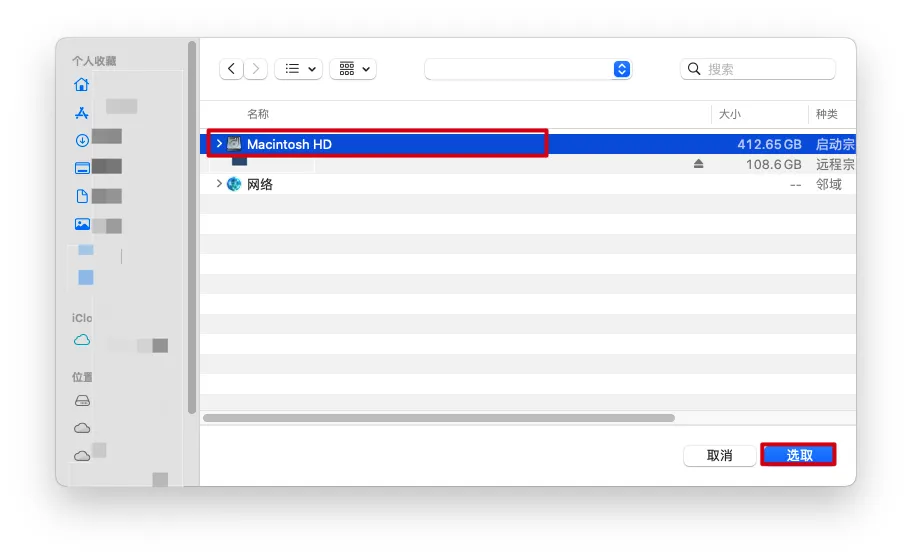 个人收藏
搜索
名称 大小 种类
Macintosh HD 412.65 GB 启动宗
108.6 GB 远程宗
网络 -- 邻域
iClo
位置
取消 选取